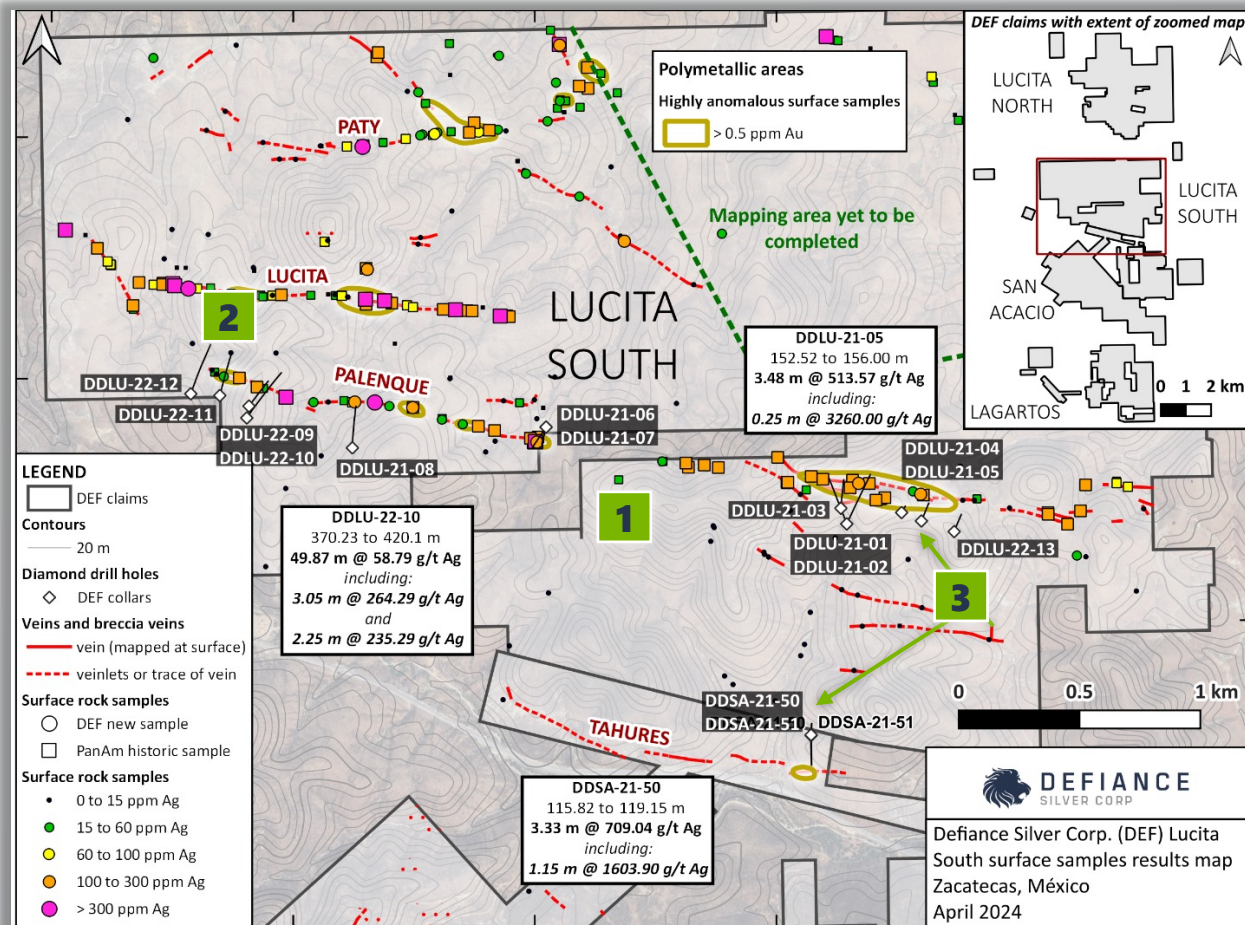 DEF claims with extent of zoomed map
LUCITA
NORTH
LUCITA
SOUTH
SAN
ACACIO
LAGARTOS
0 1 2 km
Polymetallic areas
Highly anomalous surface samples
> 0.5 ppm Au
PATY
Mapping area yet to be
completed
LUCITA
2
LUCITA
SOUTH
PALENQUE
DDLU-22-12
DDLU-22-11
DDLU-22-09
DDLU-22-10
DDLU-21-08
DDLU-21-06
DDLU-21-07
DDLU-21-05
152.52 to 156.00 m
3.48 m @ 513.57 g/t Ag
including:
0.25 m @ 3260.00 g/t Ag
DDLU-21-04
DDLU-21-05
DDLU-21-03
DDLU-21-01
DDLU-21-02
DDLU-22-13
1
3
DDLU-22-10
370.23 to 420.1 m
49.87 m @ 58.79 g/t Ag
including:
3.05 m @ 264.29 g/t Ag
and
2.25 m @ 235.29 g/t Ag
DDSA-21-50
DDSA-21-51
DDSA-21-51
TAHURES
DDSA-21-50
115.82 to 119.15 m
3.33 m @ 709.04 g/t Ag
including:
1.15 m @ 1603.90 g/t Ag
0 0.5 1 km
LEGEND
DEF claims
Contours
20 m
Diamond drill holes
DEF collars
Veins and breccia veins
vein (mapped at surface)
veinlets or trace of vein
Surface rock samples
DEF new sample
PanAm historic sample
Surface rock samples
0 to 15 ppm Ag
15 to 60 ppm Ag
60 to 100 ppm Ag
100 to 300 ppm Ag
> 300 ppm Ag
DEFIANCE
SILVER CORP
Defiance Silver Corp. (DEF) Lucita
South surface samples results map
Zacatecas, México
April 2024